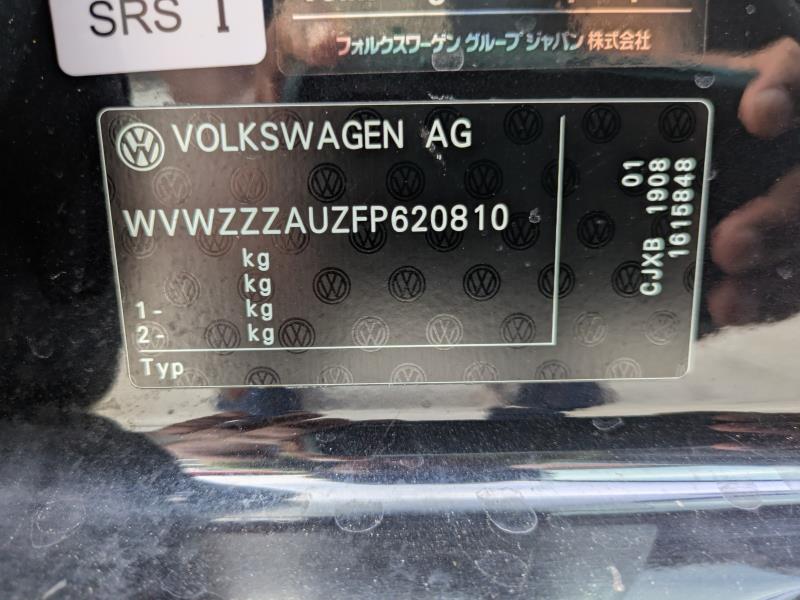 SRS I
フォルクスワーゲン グループ ジャパン 株式会社
VOLKSWAGEN AG
WVWZZZAUZFP620810
kg
kg
1- kg
2- kg
Typ
01
CJXB 1908
1615848